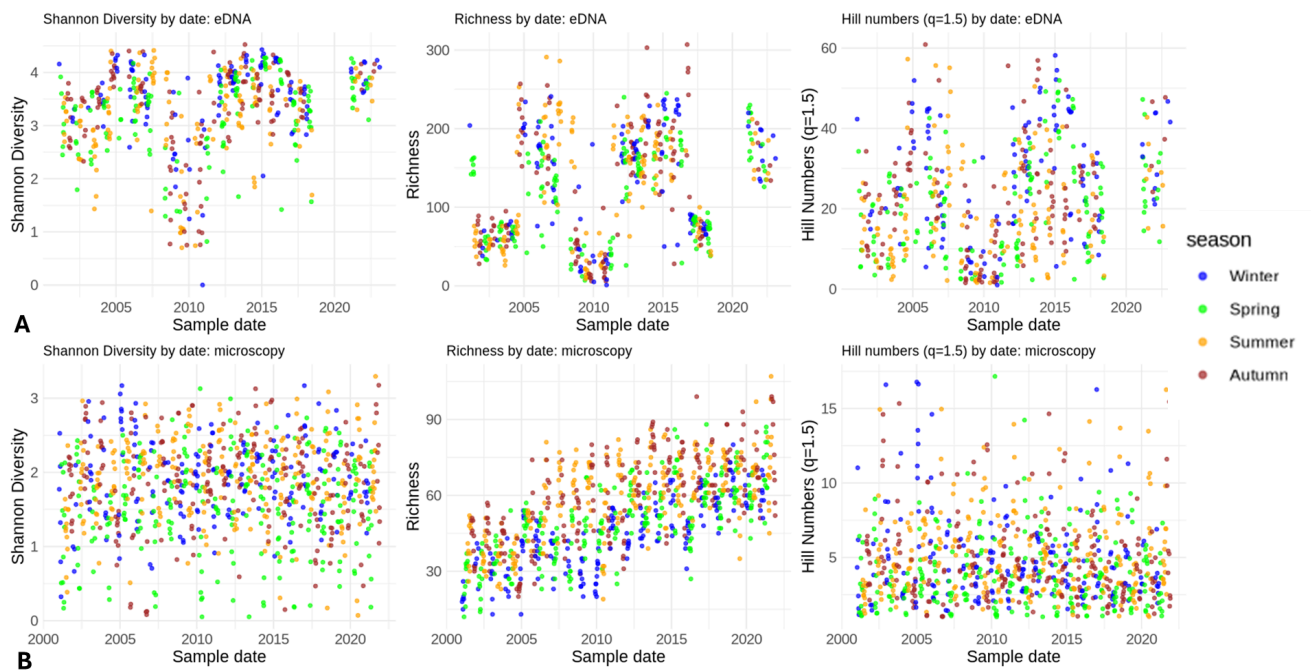 Shannon Diversity by date: eDNA
Richness by date: eDNA
Hill numbers (q=1.5) by date: eDNA
Shannon Diversity
4
3
2
1
0
2005
2010
2015
2020
Sample date
A
Richness
300
200
100
0
2005
2010
2015
2020
Sample date
Hill Numbers (q=1.5)
60
40
20
0
2005
2010
2015
2020
Sample date
season
Winter
Spring
Summer
Autumn
Shannon Diversity by date: microscopy
Richness by date: microscopy
Hill numbers (q=1.5) by date: microscopy
Shannon Diversity
3
2
1
0
2000
2005
2010
2015
2020
Sample date
B
Richness
90
60
30
2000
2005
2010
2015
2020
Sample date
Hill Numbers (q=1.5)
15
10
5
2000
2005
2010
2015
2020
Sample date